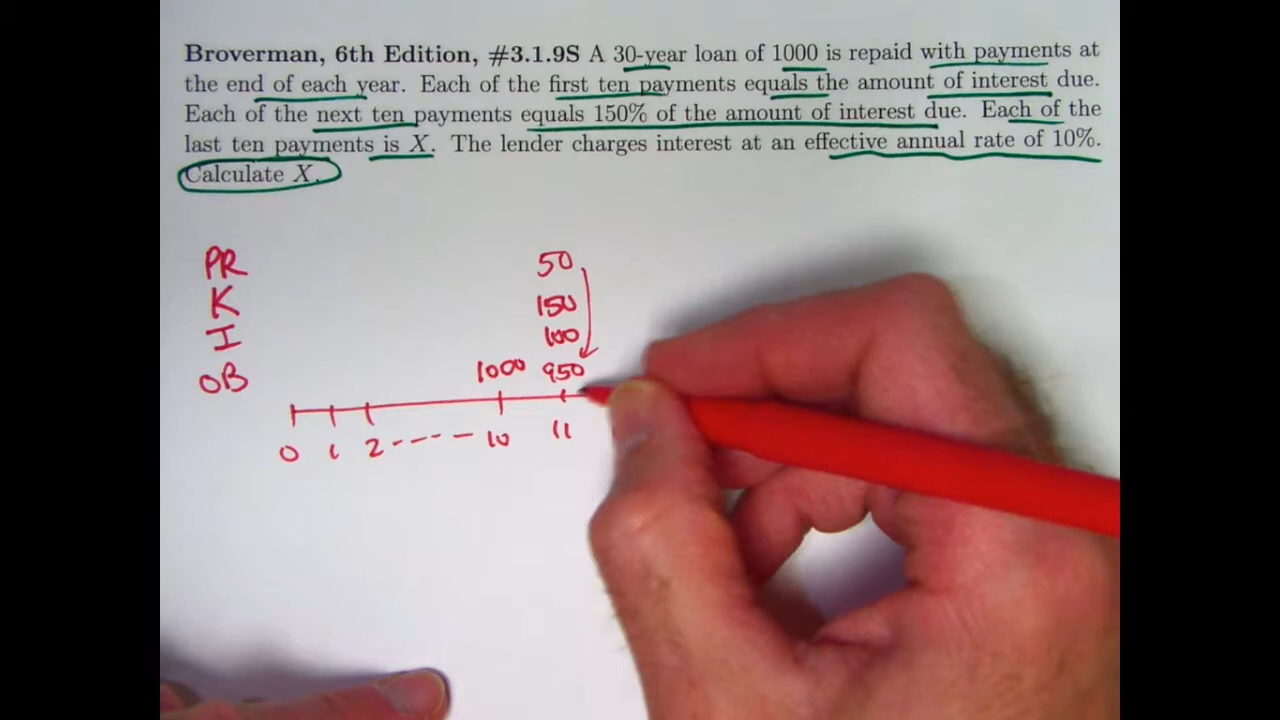 Broverman, 6th Edition, #3.1.9S A 30-year loan of 1000 is repaid with payments at
the end of each year. Each of the first ten payments equals the amount of interest due.
Each of the next ten payments equals 150% of the amount of interest due. Each of the
last ten payments is X. The lender charges interest at an effective annual rate of 10%.
Calculate X.
PR 50
K 150
I 100
OB 1000 950
0 1 2 ---- 10 11